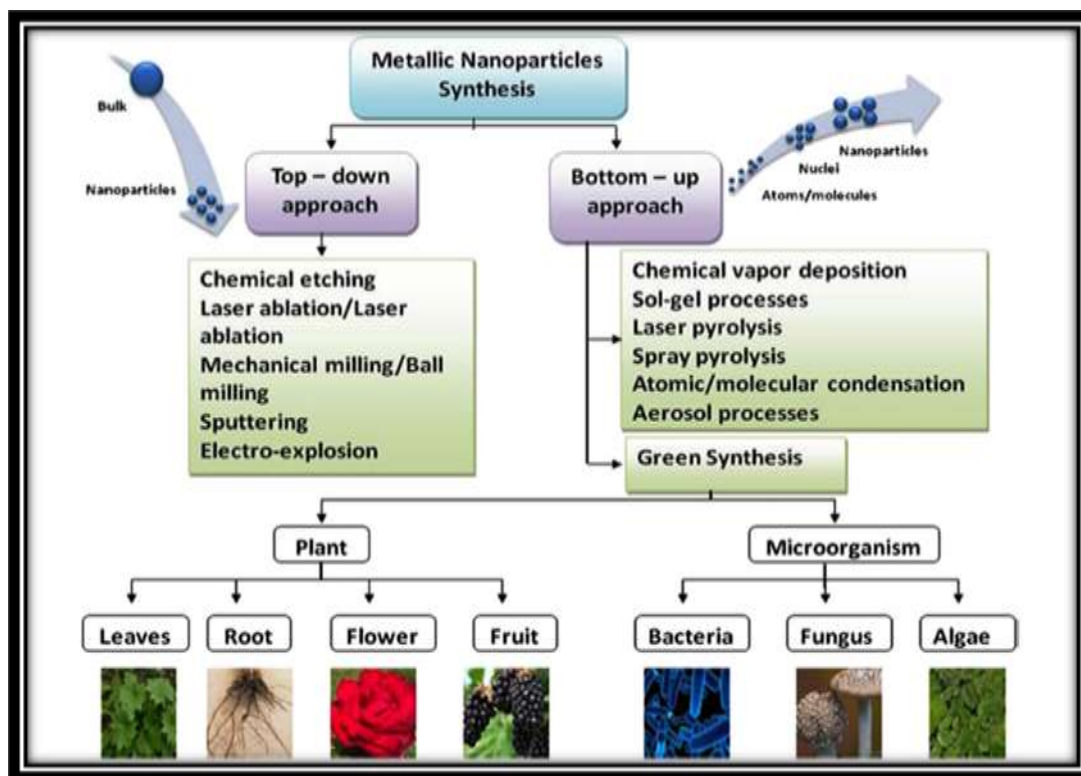 Metallic Nanoparticles
Synthesis
Bulk
Nanoparticles
Top – down
approach
Bottom – up
approach
Nanoparticles
Nuclei
Atoms/molecules
Chemical etching
Laser ablation/Laser
ablation
Mechanical milling/Ball
milling
Sputtering
Electro-explosion
Chemical vapor deposition
Sol-gel processes
Laser pyrolysis
Spray pyrolysis
Atomic/molecular condensation
Aerosol processes
Green Synthesis
Plant
Microorganism
Leaves
Root
Flower
Fruit
Bacteria
Fungus
Algae